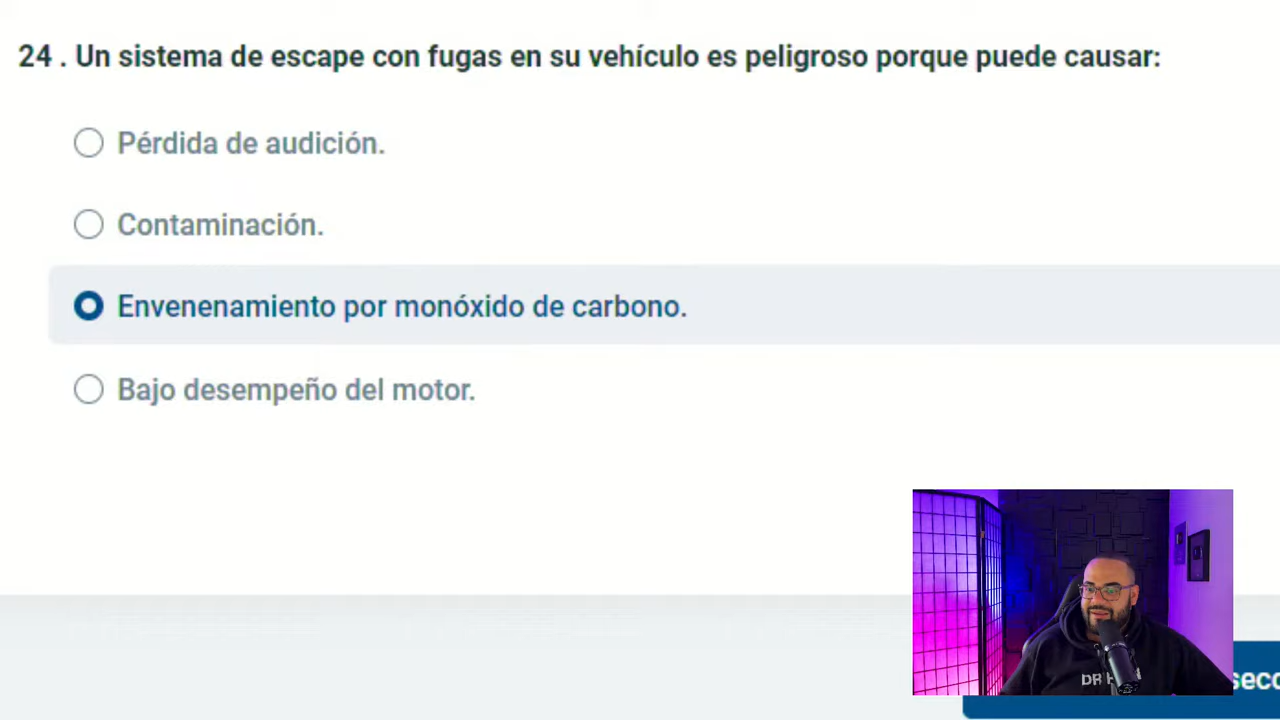 24 . Un sistema de escape con fugas en su vehículo es peligroso porque puede causar:
Pérdida de audición.
Contaminación.
Envenenamiento por monóxido de carbono.
Bajo desempeño del motor.